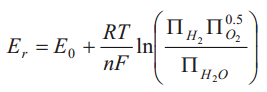 E_r = E_0 + \frac{RT}{nF} \ln\left(\frac{\Pi_{H_2} \Pi_{O_2}^{0.5}}{\Pi_{H_2O}}\right)